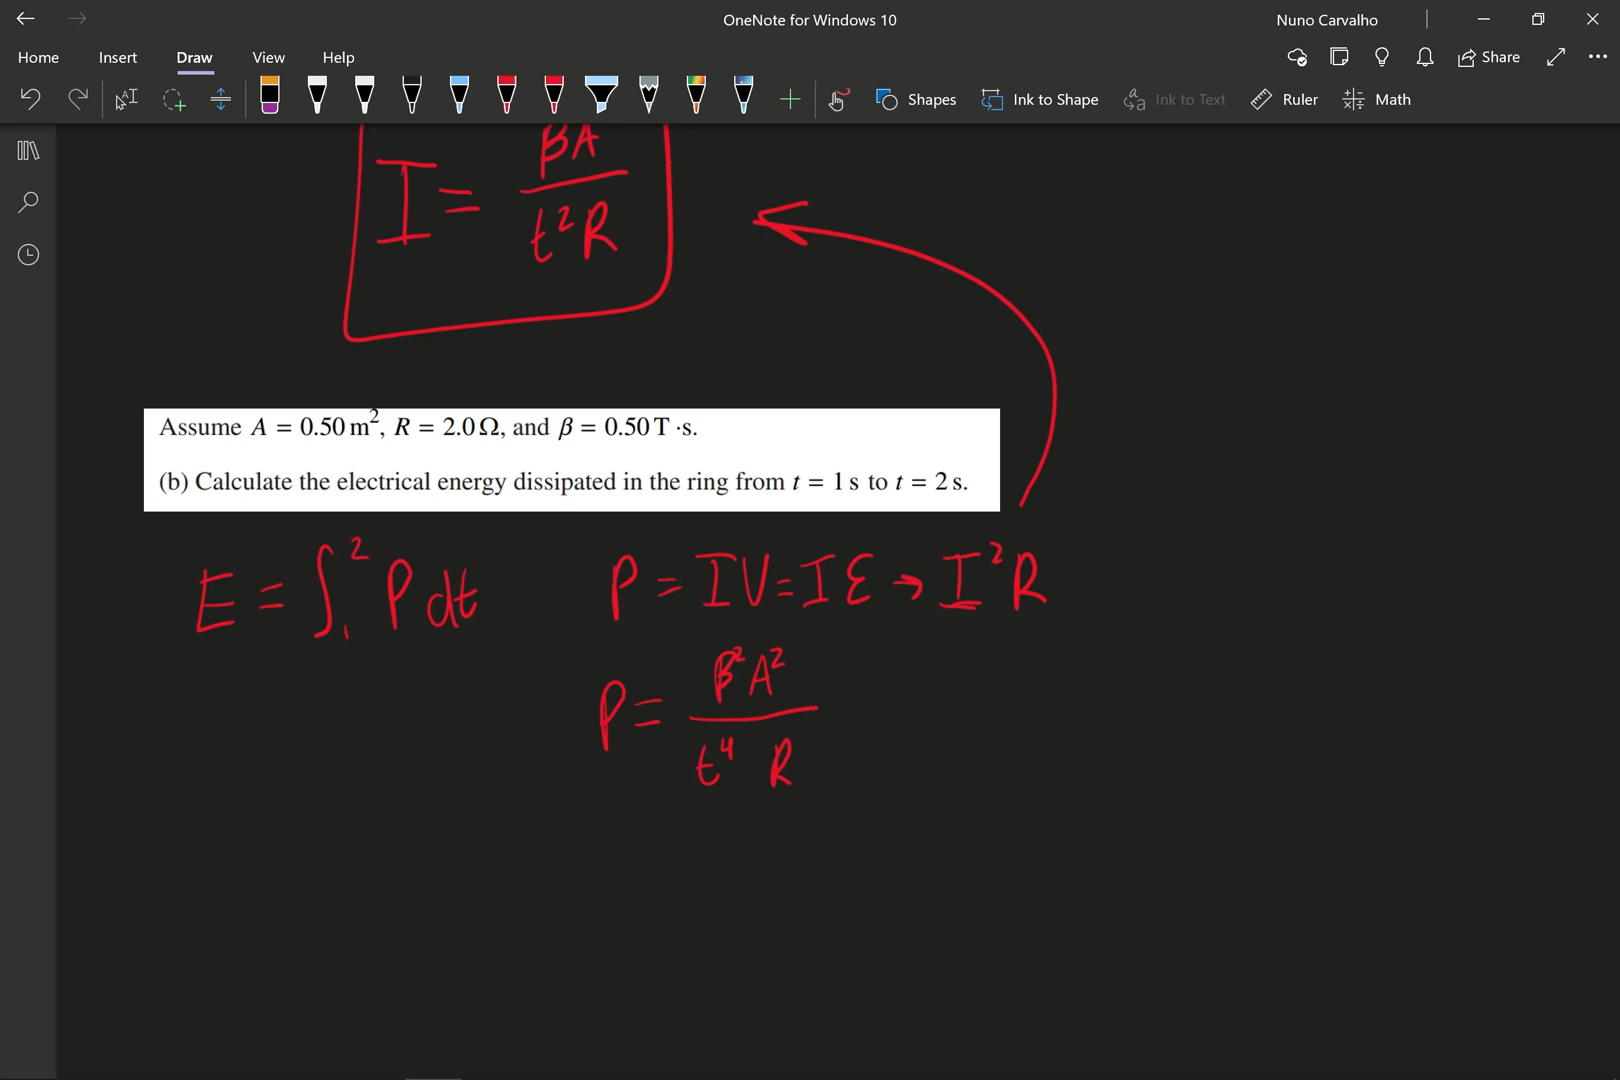 OneNote for Windows 10
Nuno Carvalho
Home Insert Draw View Help
Share
Shapes Ink to Shape Ink to Text Ruler Math
I = βA / t²R
Assume A = 0.50 m², R = 2.0 Ω, and β = 0.50 T ·s.
(b) Calculate the electrical energy dissipated in the ring from t = 1 s to t = 2 s.
E = ∫₁² P dt P = IV = Iε → I²R
P = β²A² / t⁴ R